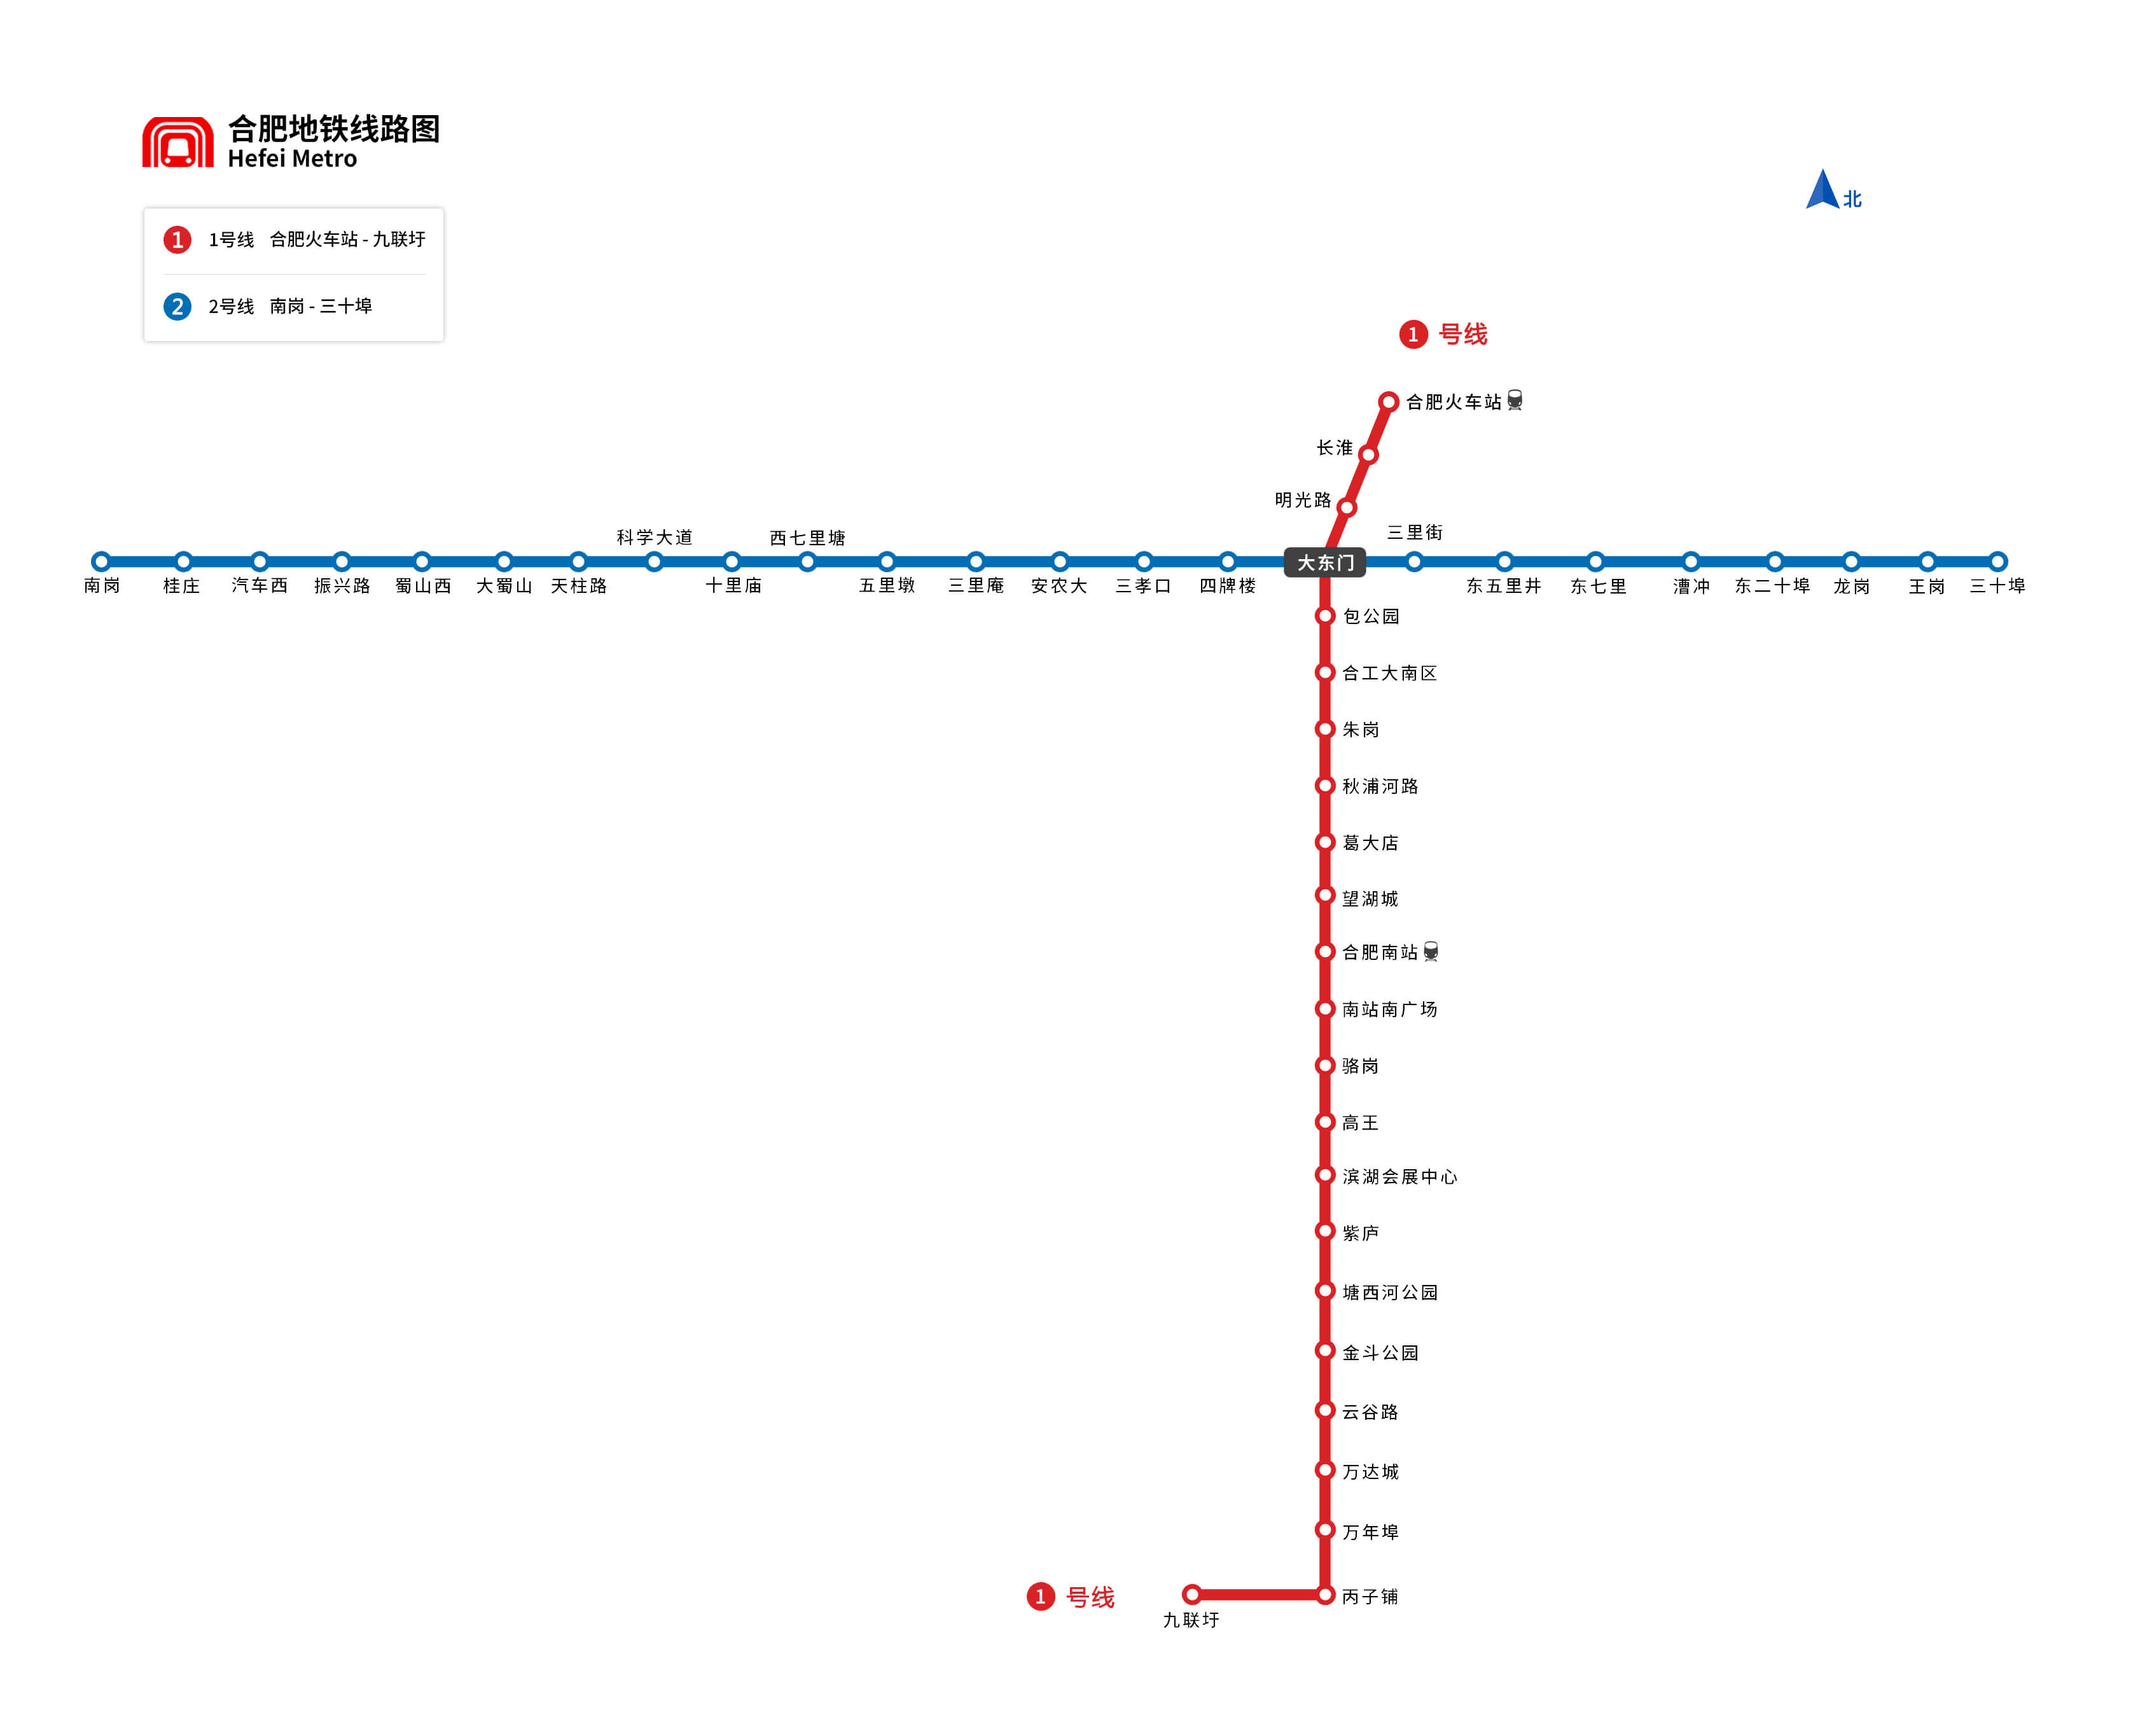 合肥地铁线路图
Hefei Metro
1 1号线 合肥火车站 - 九联圩
2 2号线 南岗 - 三十埠
北
1 号线
合肥火车站
长淮
明光路
科学大道
西七里塘
三里街
大东门
南岗
桂庄
汽车西
振兴路
蜀山西
大蜀山
天柱路
十里庙
五里墩
三里庵
安农大
三孝口
四牌楼
东五里井
东七里
漕冲
东二十埠
龙岗
王岗
三十埠
包公园
合工大南区
朱岗
秋浦河路
葛大店
望湖城
合肥南站
南站南广场
骆岗
高王
滨湖会展中心
紫庐
塘西河公园
金斗公园
云谷路
万达城
万年埠
1 号线
丙子铺
九联圩